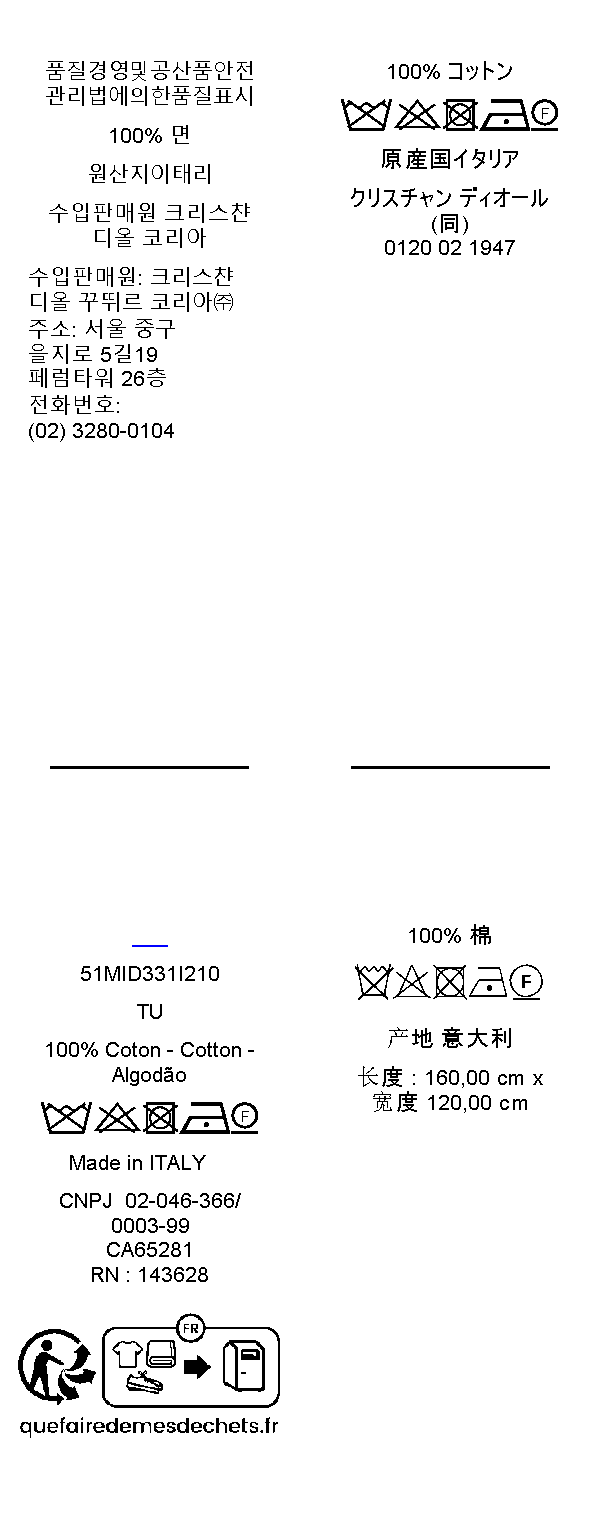 품질경영및공산품안전
관리법에의한품질표시
100% 면
원산지이태리
수입판매원 크리스챤
디올 코리아
수입판매원: 크리스챤
디올 꾸뛰르 코리아㈜
주소: 서울 중구
을지로 5길19
페럼타워 26층
전화번호:
(02) 3280-0104
100% コットン
F
原産国イタリア
クリスチャン ディオール
(同)
0120 02 1947
51MID331I210
TU
100% Coton - Cotton -
Algodão
F
Made in ITALY
CNPJ 02-046-366/
0003-99
CA65281
RN : 143628
FR
quefairedemesdechets.fr
100% 棉
F
产地 意大利
长度 : 160,00 cm x
宽度 120,00 cm